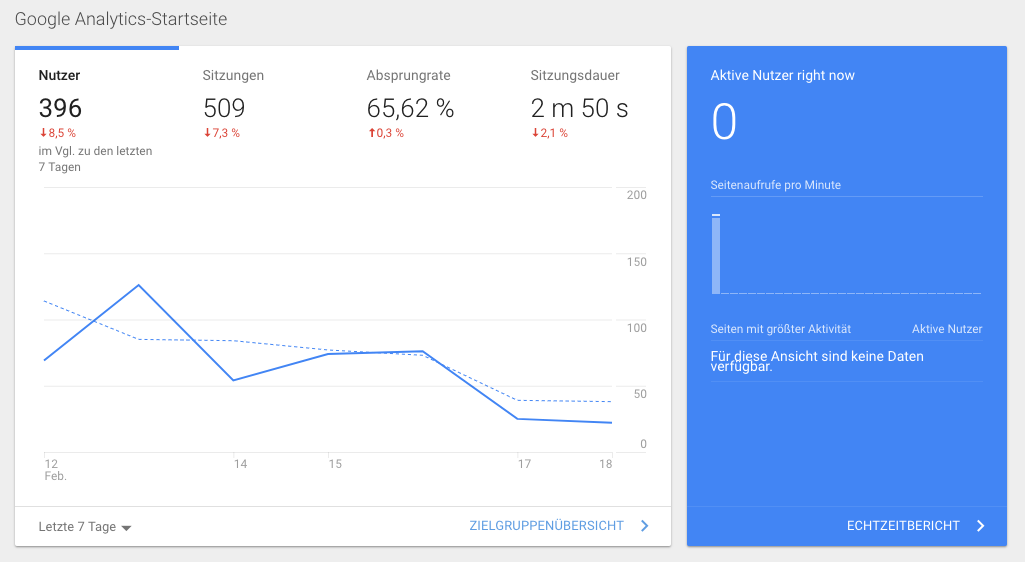 Google Analytics-Startseite
Nutzer
396
↓8,5 %
im Vgl. zu den letzten
7 Tagen
Sitzungen
509
↓7,3 %
Absprungrate
65,62 %
↑0,3 %
Sitzungsdauer
2 m 50 s
↓2,1 %
200
150
100
50
0
12
Feb.
14
15
17
18
Letzte 7 Tage
ZIELGRUPPENÜBERSICHT
Aktive Nutzer right now
0
Seitenaufrufe pro Minute
Seiten mit größter Aktivität
Aktive Nutzer
Für diese Ansicht sind keine Daten
verfügbar.
ECHTZEITBERICHT